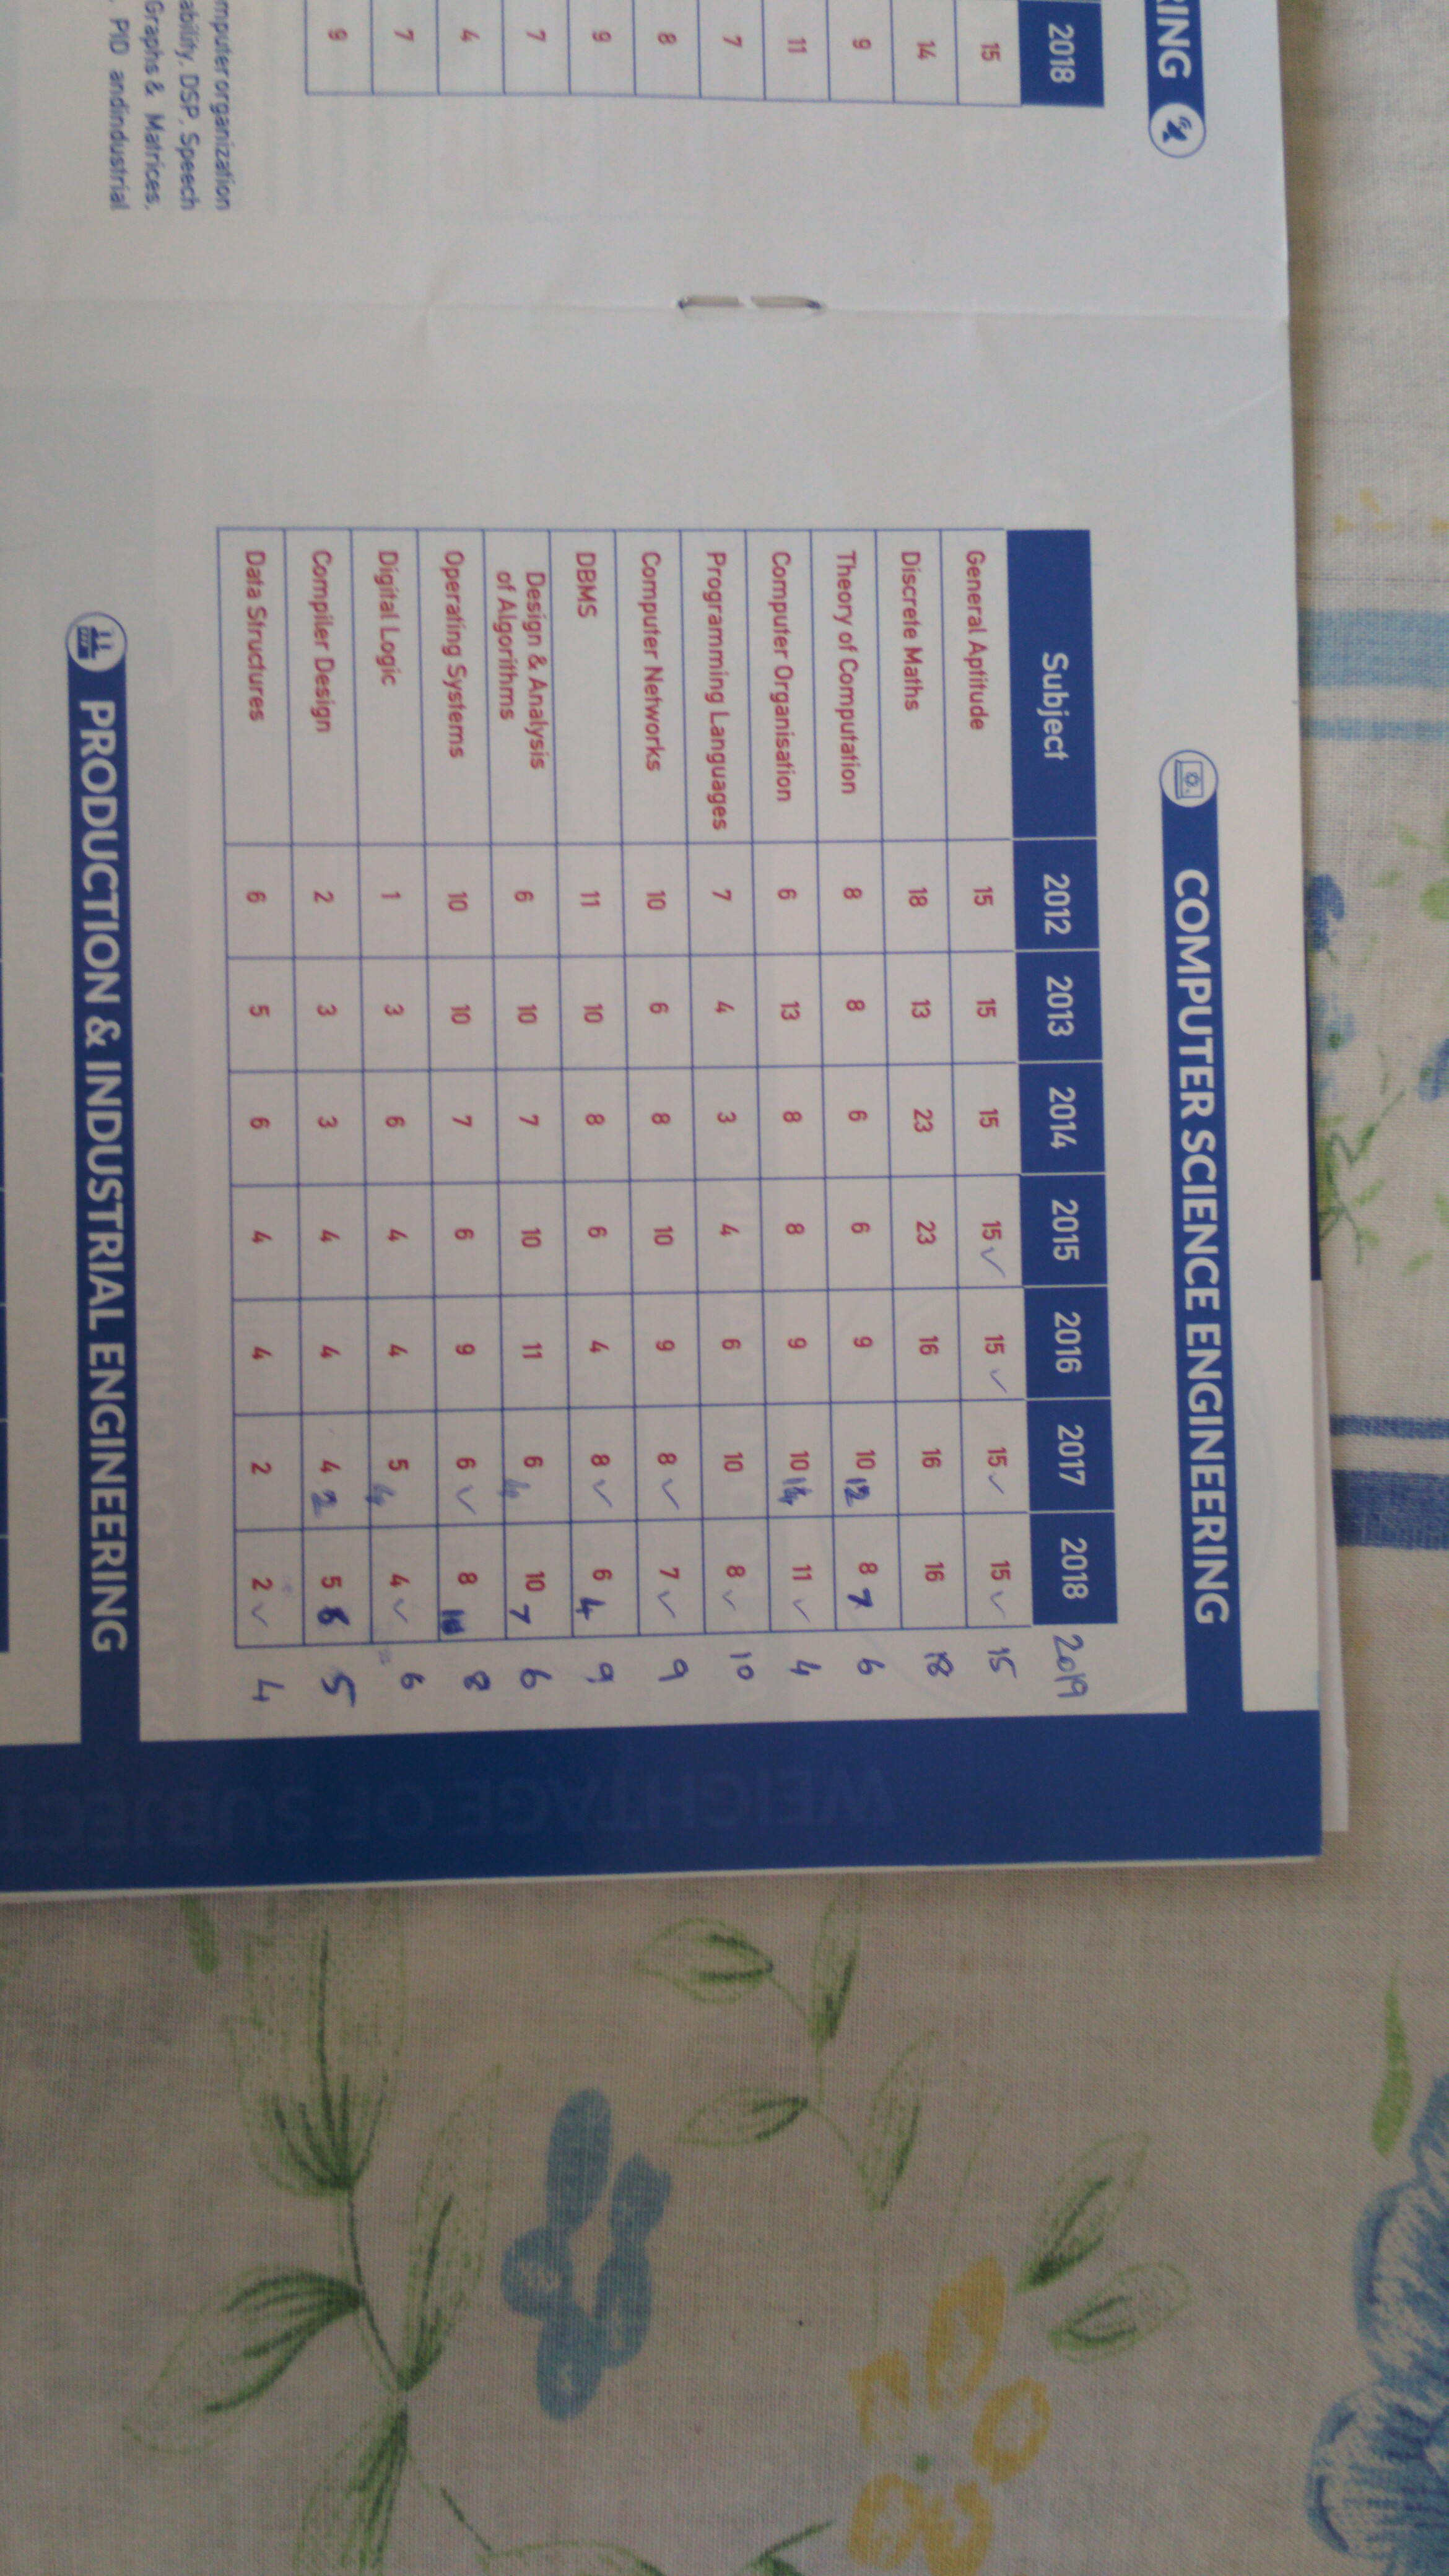 RING
2018
15
14
9
11
7
8
9
7
4
7
9
mputer organization
ability, DSP, Speech
Graphs & Matrices,
PID andindustrial
COMPUTER SCIENCE ENGINEERING
Subject 2012 2013 2014 2015 2016 2017 2018 2019
General Aptitude 15 15 15 15 ✓ 15 ✓ 15 ✓ 15 ✓ 15
Discrete Maths 18 13 23 23 16 16 16 18
Theory of Computation 8 8 6 6 9 10 12 8 7 6
Computer Organisation 6 13 8 8 9 10 14 11 ✓ 4
Programming Languages 7 4 3 4 6 10 8 ✓ 10
Computer Networks 10 6 8 10 9 8 ✓ 7 ✓ 9
DBMS 11 10 8 6 4 8 ✓ 6 4 9
Design & Analysis
of Algorithms 6 10 7 10 11 6 4 10 7 6
Operating Systems 10 10 7 6 9 6 ✓ 8 8
Digital Logic 1 3 6 4 4 5 4 4 ✓ 6
Compiler Design 2 3 3 4 4 4 2 5 5
Data Structures 6 5 6 4 4 2 2 ✓ 4
PRODUCTION & INDUSTRIAL ENGINEERING